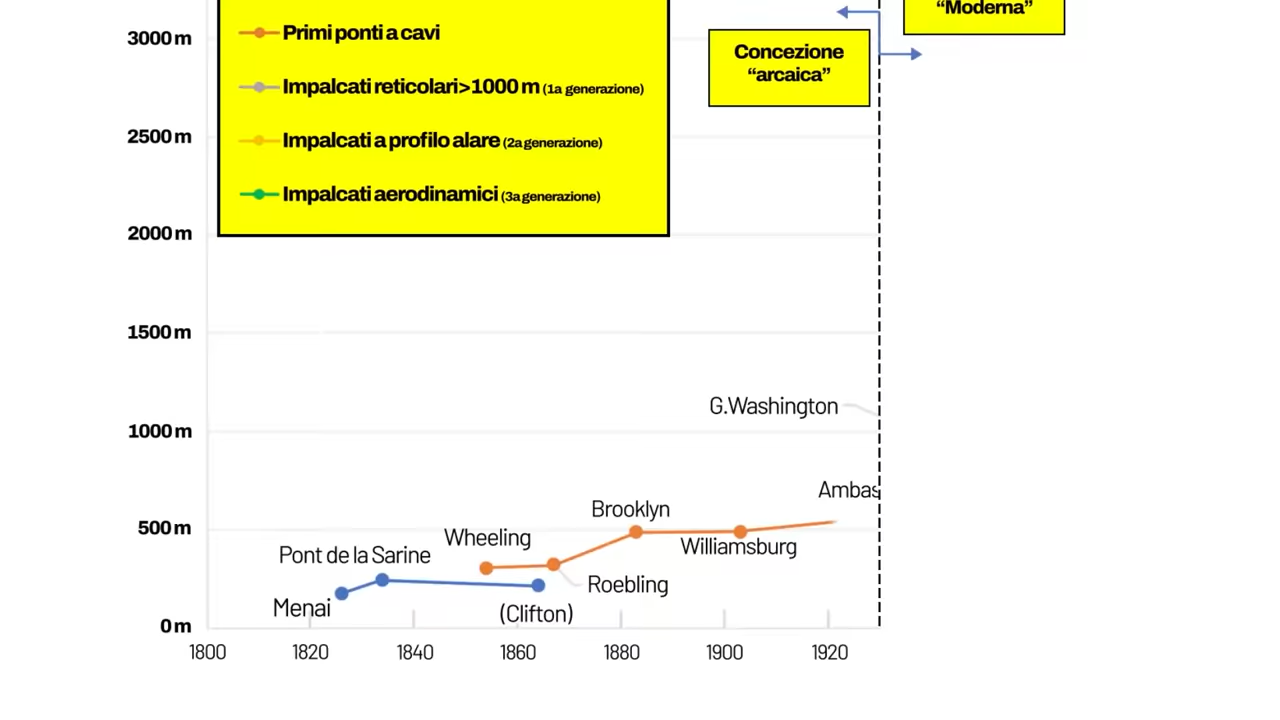 “Moderna”
3000 m
Primi ponti a cavi
Concezione
“arcaica”
Impalcati reticolari>1000 m (1a generazione)
2500 m
Impalcati a profilo alare (2a generazione)
Impalcati aerodinamici (3a generazione)
2000 m
1500 m
G.Washington
1000 m
Ambas
Brooklyn
500 m
Wheeling
Williamsburg
Pont de la Sarine
Roebling
Menai
(Clifton)
0 m
1800 1820 1840 1860 1880 1900 1920